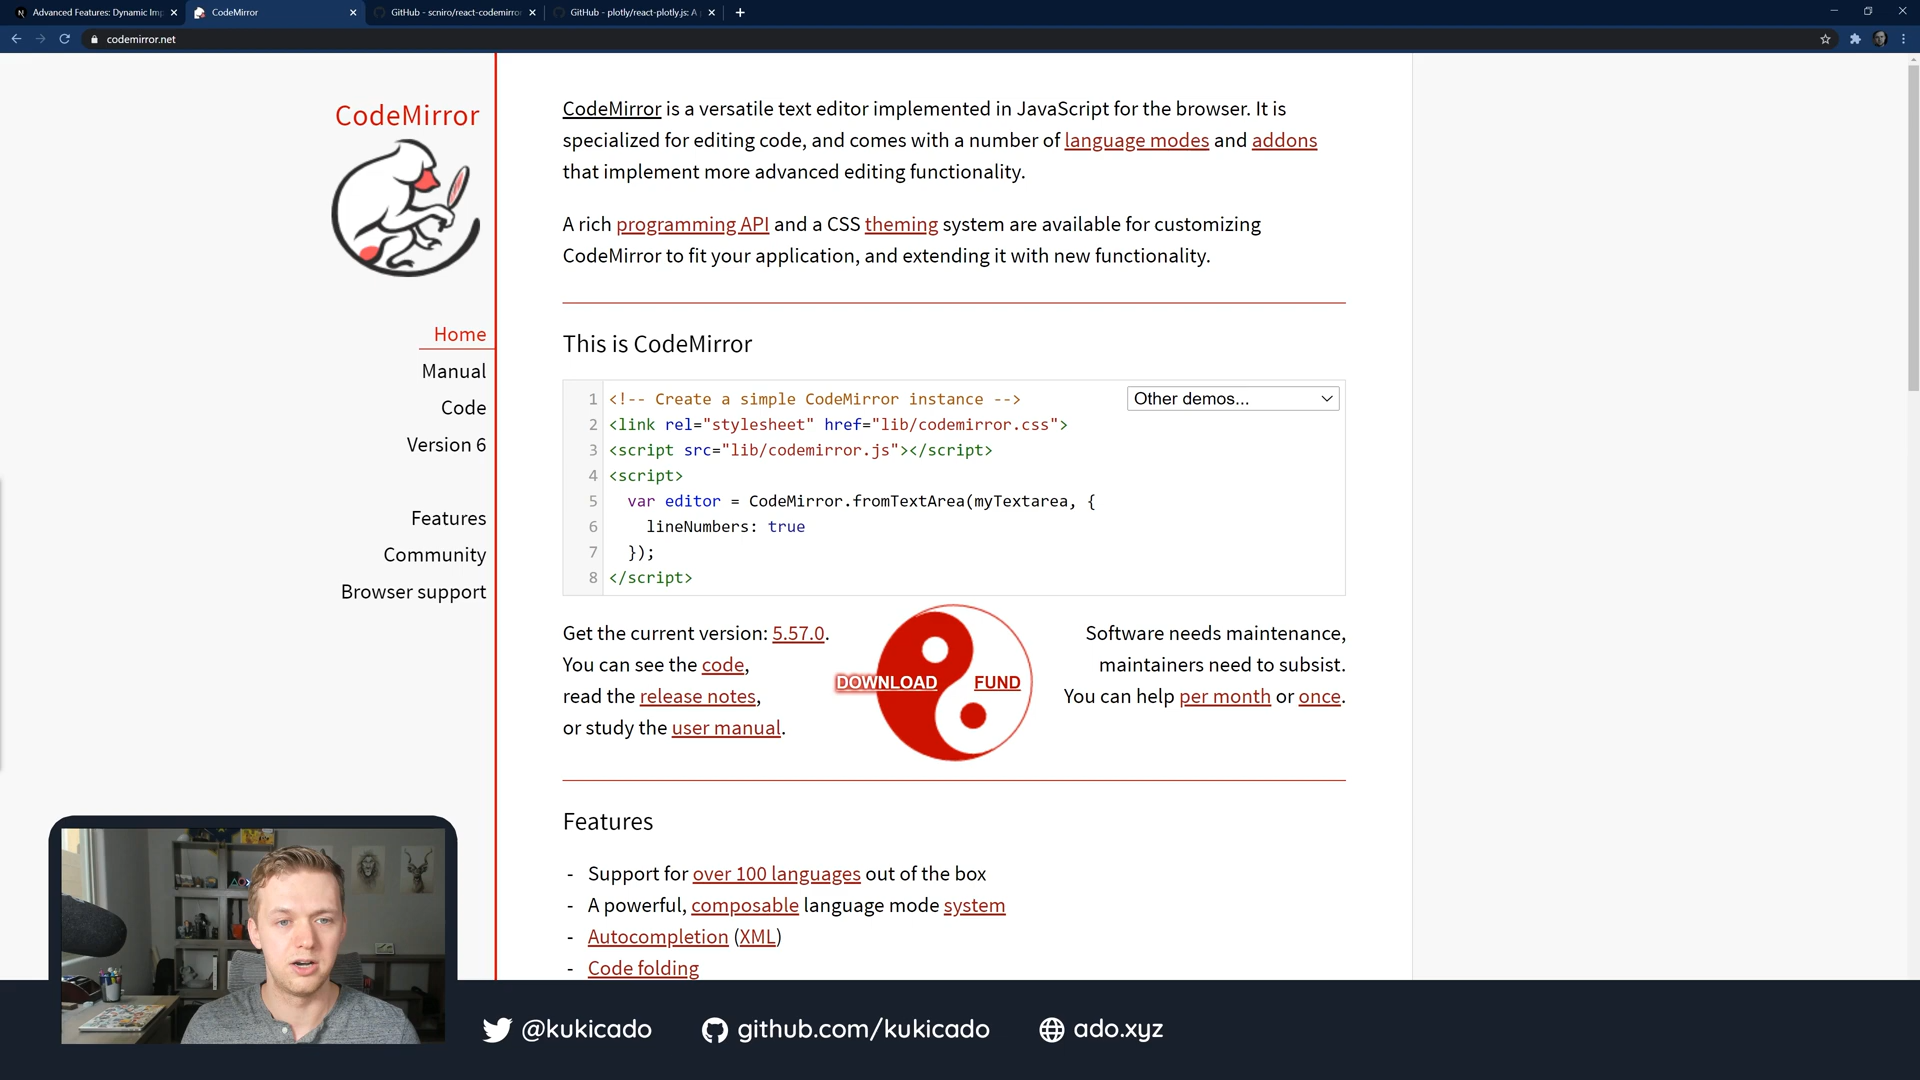 Advanced Features: Dynamic Im
CodeMirror
GitHub - scniro/react-codemirror
GitHub - plotly/react-plotly.js: A
codemirror.net
CodeMirror
Home
Manual
Code
Version 6
Features
Community
Browser support
CodeMirror is a versatile text editor implemented in JavaScript for the browser. It is
specialized for editing code, and comes with a number of language modes and addons
that implement more advanced editing functionality.
A rich programming API and a CSS theming system are available for customizing
CodeMirror to fit your application, and extending it with new functionality.
This is CodeMirror
Other demos...
1 <!-- Create a simple CodeMirror instance -->
2 <link rel="stylesheet" href="lib/codemirror.css">
3 <script src="lib/codemirror.js"></script>
4 <script>
5 var editor = CodeMirror.fromTextArea(myTextarea, {
6 lineNumbers: true
7 });
8 </script>
Get the current version: 5.57.0.
You can see the code,
read the release notes,
or study the user manual.
DOWNLOAD
FUND
Software needs maintenance,
maintainers need to subsist.
You can help per month or once.
Features
- Support for over 100 languages out of the box
- A powerful, composable language mode system
- Autocompletion (XML)
- Code folding
@kukicado
github.com/kukicado
ado.xyz